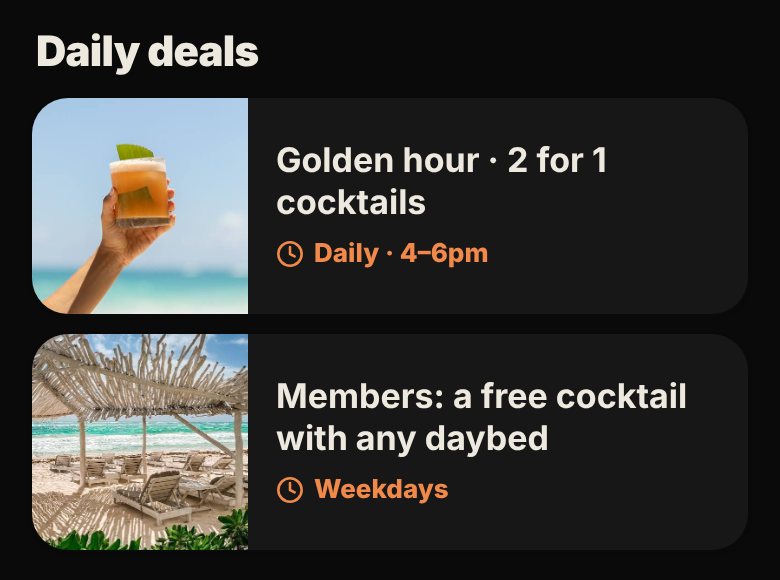 Daily deals
Golden hour · 2 for 1
cocktails
Daily · 4–6pm
Members: a free cocktail
with any daybed
Weekdays